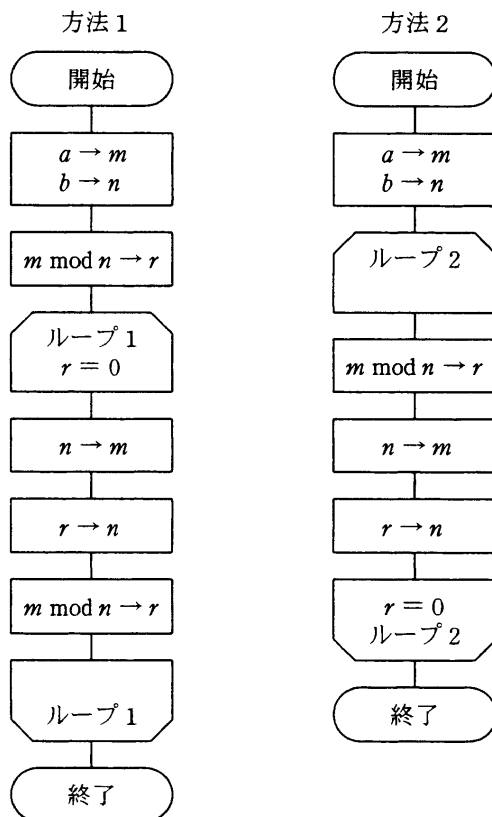 方法 1
開始
a → m
b → n
m mod n → r
ループ 1
r = 0
n → m
r → n
m mod n → r
ループ 1
終了
方法 2
開始
a → m
b → n
ループ 2
m mod n → r
n → m
r → n
r = 0
ループ 2
終了